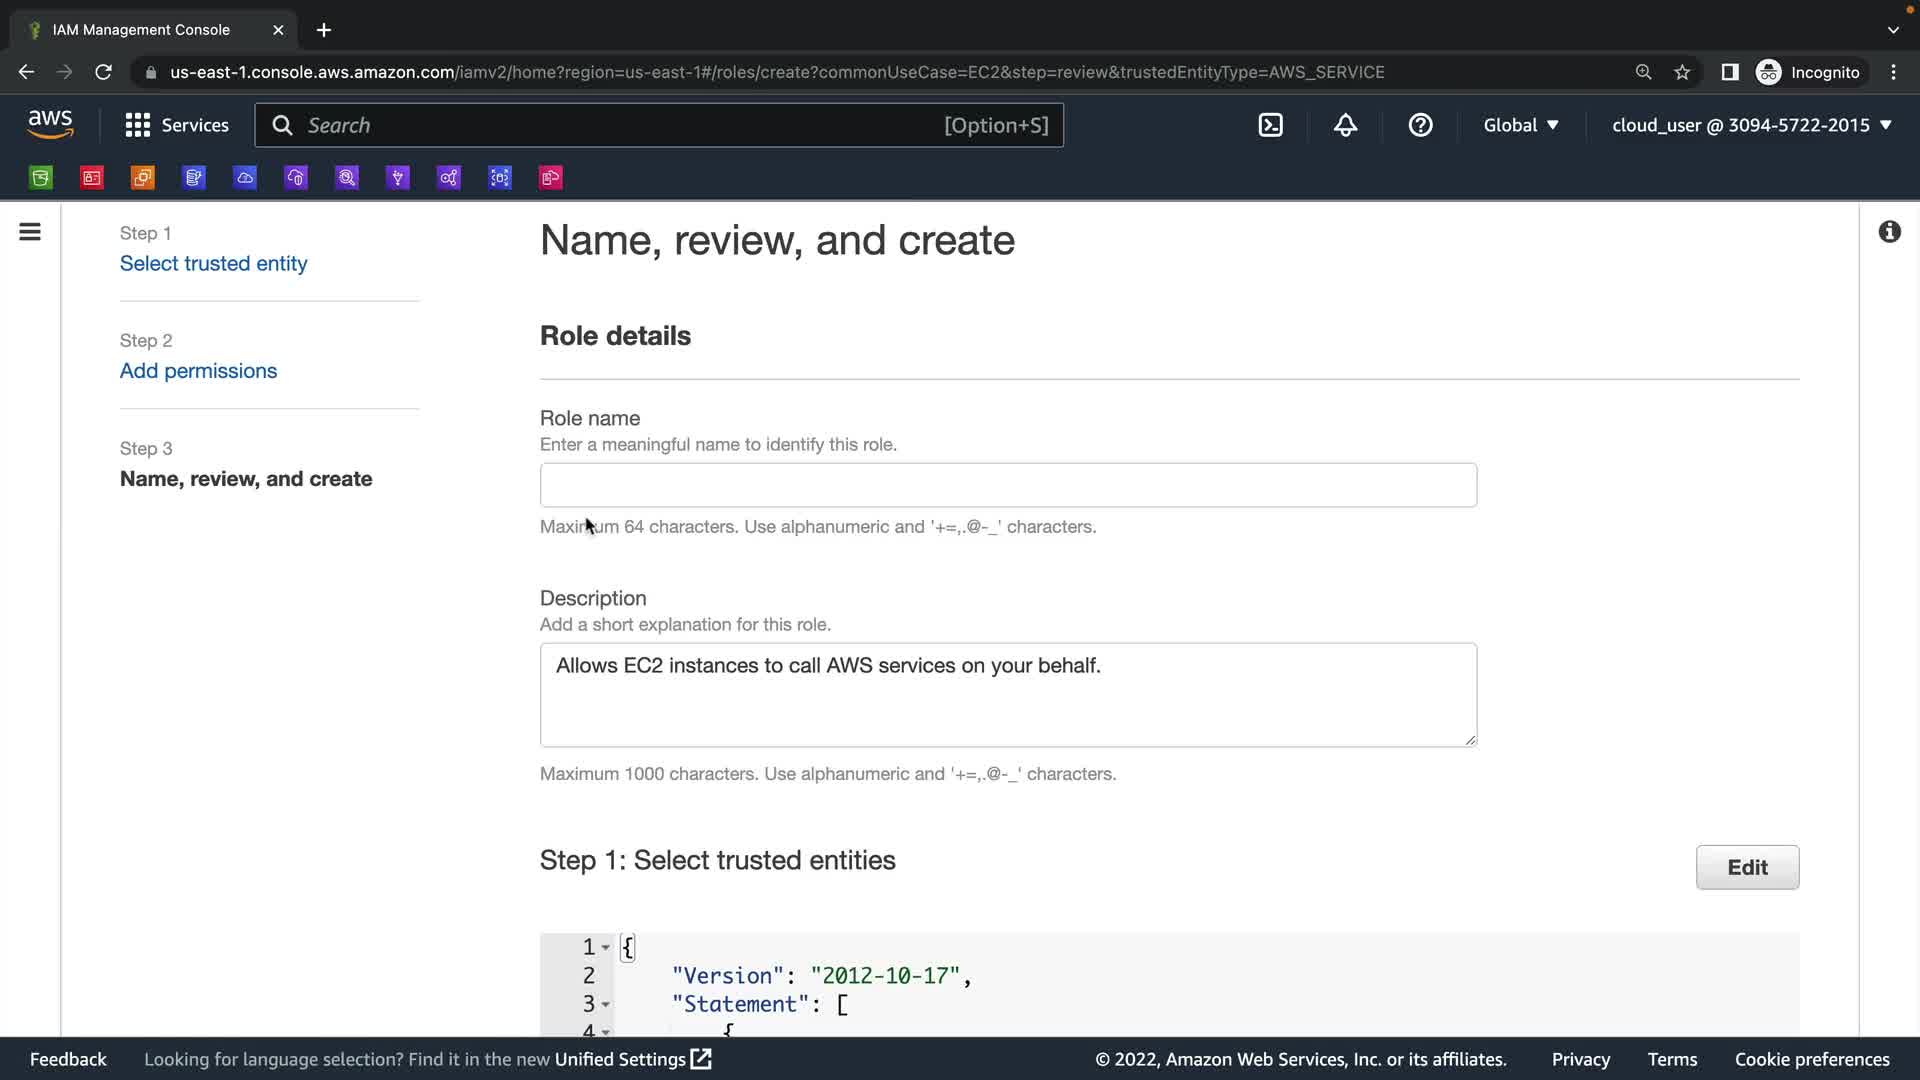 IAM Management Console
us-east-1.console.aws.amazon.com/iamv2/home?region=us-east-1#/roles/create?commonUseCase=EC2&step=review&trustedEntityType=AWS_SERVICE
Incognito
aws
Services
Search
[Option+S]
Global
cloud_user @ 3094-5722-2015
Step 1
Select trusted entity
Step 2
Add permissions
Step 3
Name, review, and create
Name, review, and create
Role details
Role name
Enter a meaningful name to identify this role.
Maximum 64 characters. Use alphanumeric and '+=,.@-_' characters.
Description
Add a short explanation for this role.
Allows EC2 instances to call AWS services on your behalf.
Maximum 1000 characters. Use alphanumeric and '+=,.@-_' characters.
Step 1: Select trusted entities
Edit
1 {
2 "Version": "2012-10-17",
3 "Statement": [
4 {
Feedback
Looking for language selection? Find it in the new Unified Settings
© 2022, Amazon Web Services, Inc. or its affiliates.
Privacy
Terms
Cookie preferences